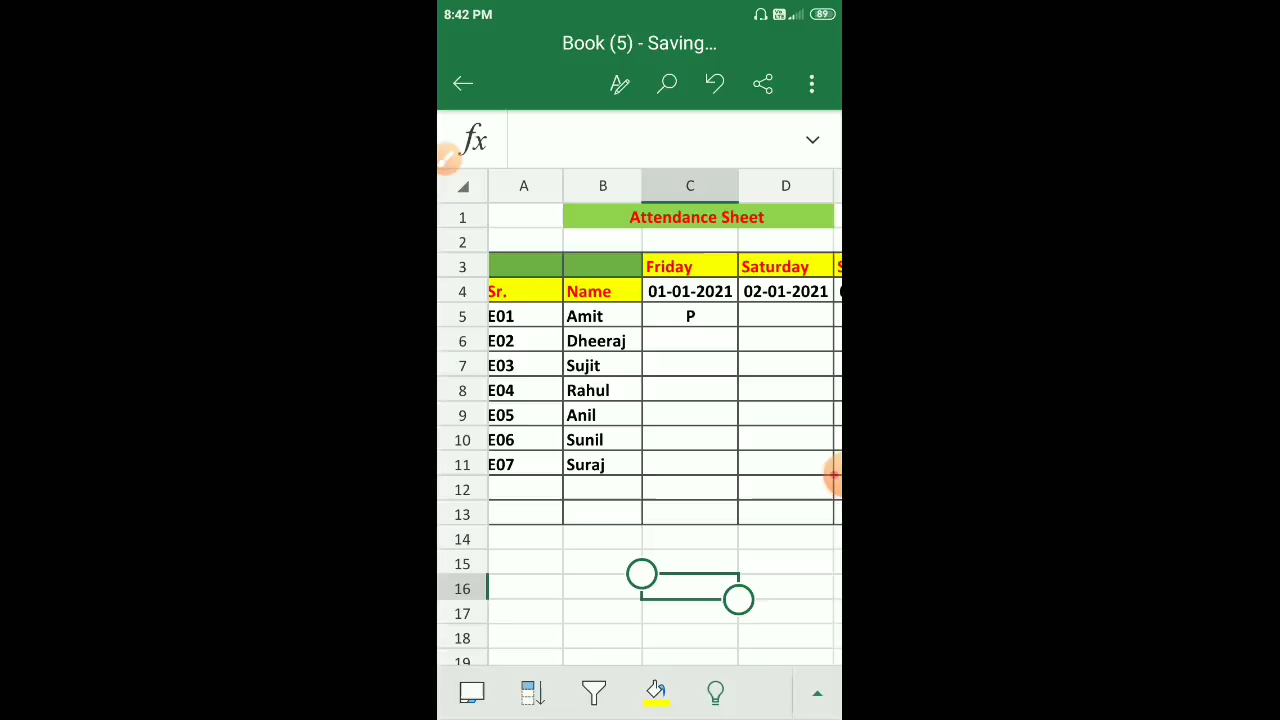 8:42 PM 89
Book (5) - Saving...
fx
A B C D
1 Attendance Sheet
2
3 Friday Saturday S
4 Sr. Name 01-01-2021 02-01-2021
5 E01 Amit P
6 E02 Dheeraj
7 E03 Sujit
8 E04 Rahul
9 E05 Anil
10 E06 Sunil
11 E07 Suraj
12
13
14
15
16
17
18
19